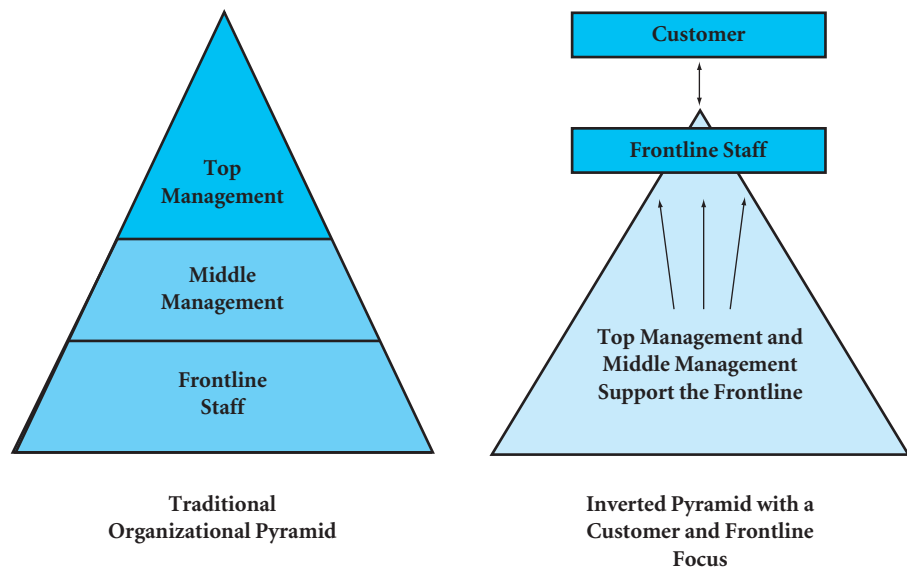 Top
Management
Middle
Management
Frontline
Staff
Traditional
Organizational Pyramid
Customer
Frontline Staff
Top Management and
Middle Management
Support the Frontline
Inverted Pyramid with a
Customer and Frontline
Focus